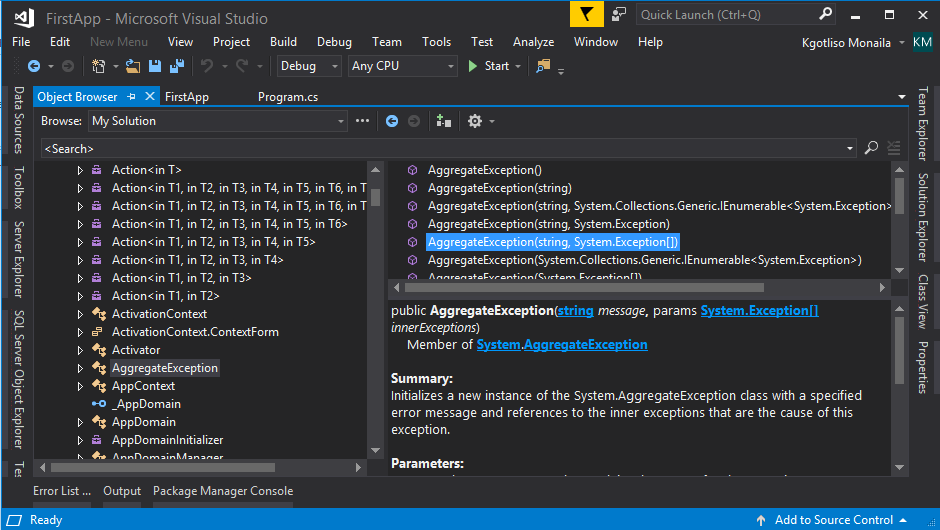 FirstApp - Microsoft Visual Studio
Quick Launch (Ctrl+Q)
File Edit New Menu View Project Build Debug Team Tools Test Analyze Window Help
Kgotliso Monaila KM
Debug Any CPU Start
Object Browser FirstApp Program.cs
Browse: My Solution
<Search>
Data Sources
Toolbox
Server Explorer
SQL Server Object Explorer
Action<in T>
Action<in T1, in T2, in T3, in T4, in T5, in T6, in T
Action<in T1, in T2, in T3, in T4, in T5, in T6, in T
Action<in T1, in T2, in T3, in T4, in T5, in T6>
Action<in T1, in T2, in T3, in T4, in T5>
Action<in T1, in T2, in T3, in T4>
Action<in T1, in T2, in T3>
Action<in T1, in T2>
ActivationContext
ActivationContext.ContextForm
Activator
AggregateException
AppContext
_AppDomain
AppDomain
AppDomainInitializer
AppDomainManager
AggregateException()
AggregateException(string)
AggregateException(string, System.Collections.Generic.IEnumerable<System.Exception>
AggregateException(string, System.Exception)
AggregateException(string, System.Exception[])
AggregateException(System.Collections.Generic.IEnumerable<System.Exception>)
AggregateException(System.Exception[])
public AggregateException(string message, params System.Exception[]
innerExceptions)
Member of System.AggregateException
Summary:
Initializes a new instance of the System.AggregateException class with a specified
error message and references to the inner exceptions that are the cause of this
exception.
Parameters:
Team Explorer
Solution Explorer
Class View
Properties
Error List ... Output Package Manager Console
Ready
Add to Source Control